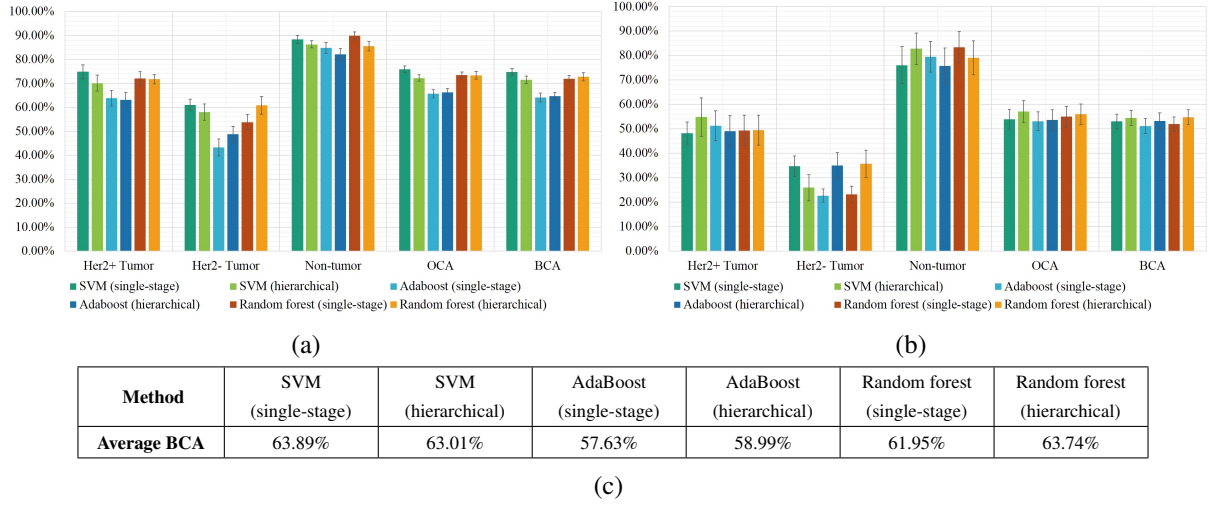 100.00%
90.00%
80.00%
70.00%
60.00%
50.00%
40.00%
30.00%
20.00%
10.00%
0.00%
Her2+ Tumor Her2- Tumor Non-tumor OCA BCA
SVM (single-stage) SVM (hierarchical) Adaboost (single-stage)
Adaboost (hierarchical) Random forest (single-stage) Random forest (hierarchical)
(a)
100.00%
90.00%
80.00%
70.00%
60.00%
50.00%
40.00%
30.00%
20.00%
10.00%
0.00%
Her2+ Tumor Her2- Tumor Non-tumor OCA BCA
SVM (single-stage) SVM (hierarchical) Adaboost (single-stage)
Adaboost (hierarchical) Random forest (single-stage) Random forest (hierarchical)
(b)
Method SVM (single-stage) SVM (hierarchical) AdaBoost (single-stage) AdaBoost (hierarchical) Random forest (single-stage) Random forest (hierarchical)
Average BCA 63.89% 63.01% 57.63% 58.99% 61.95% 63.74%
(c)